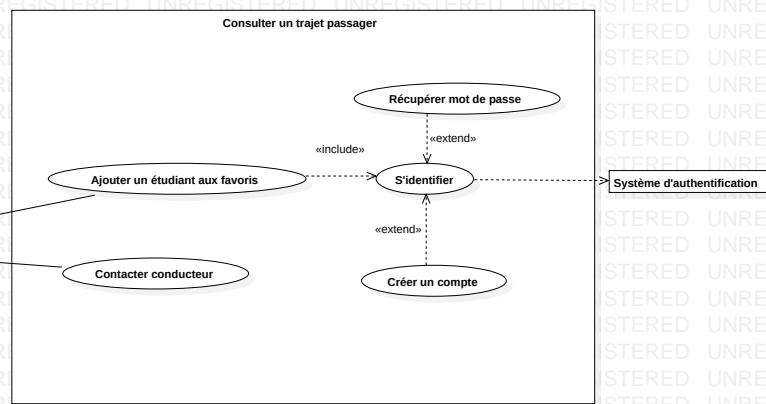 Consulter un trajet passager
Récupérer mot de passe
«extend»
«include»
Ajouter un étudiant aux favoris
S'identifier
Système d'authentification
«extend»
Contacter conducteur
Créer un compte